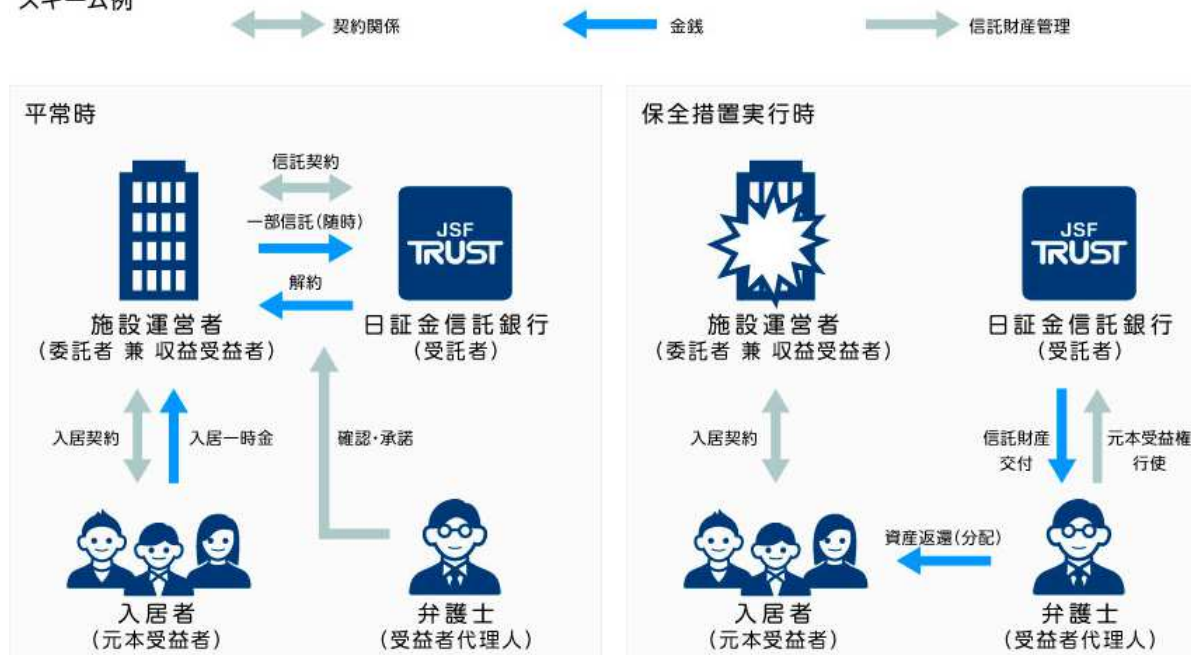 スキーム例
契約関係
金銭
信託財産管理
平常時
信託契約
一部信託(随時)
解約
JSF
TRUST
施設運営者
(委託者 兼 収益受益者)
日証金信託銀行
(受託者)
入居契約
入居一時金
確認・承諾
入居者
(元本受益者)
弁護士
(受益者代理人)
保全措置実行時
JSF
TRUST
施設運営者
(委託者 兼 収益受益者)
日証金信託銀行
(受託者)
入居契約
信託財産
交付
元本受益権
行使
資産返還(分配)
入居者
(元本受益者)
弁護士
(受益者代理人)